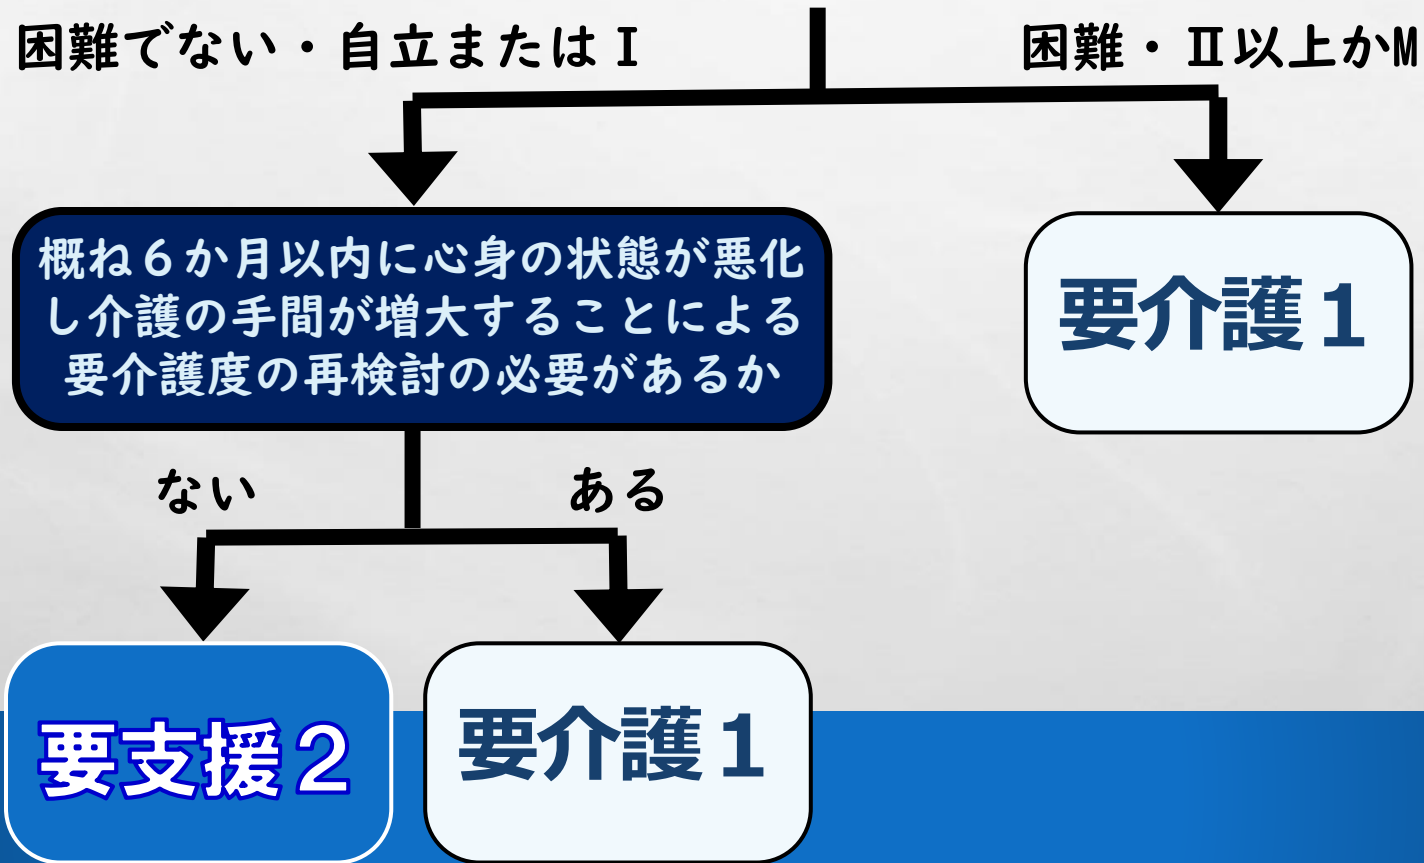 困難でない・自立またはⅠ
困難・Ⅱ以上かM
概ね６か月以内に心身の状態が悪化
し介護の手間が増大することによる
要介護度の再検討の必要があるか
要介護１
ない
ある
要支援２
要介護１